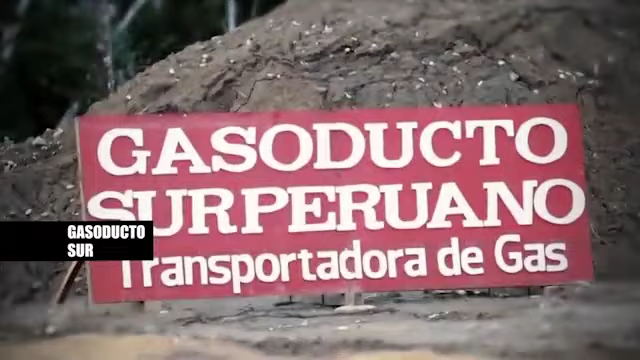 GASODUCTO
SURPERUANO
Transportadora de Gas
GASODUCTO
SUR